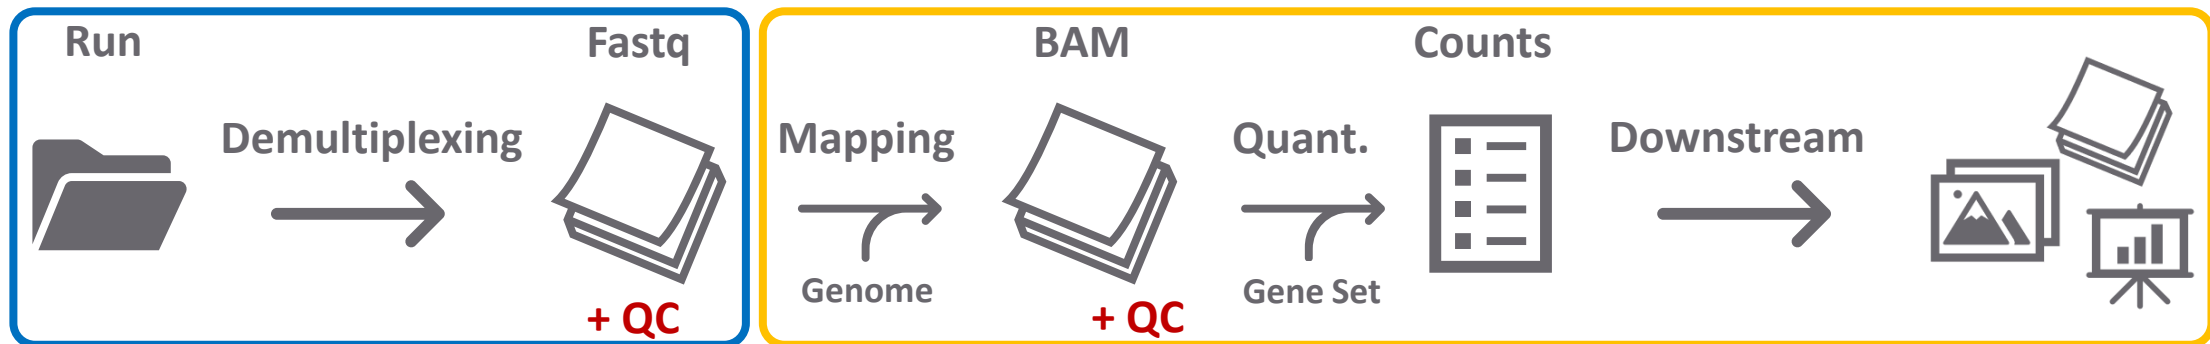 Run
Fastq
Demultiplexing
+ QC
BAM
Counts
Mapping
Quant.
Downstream
Genome
Gene Set
+ QC